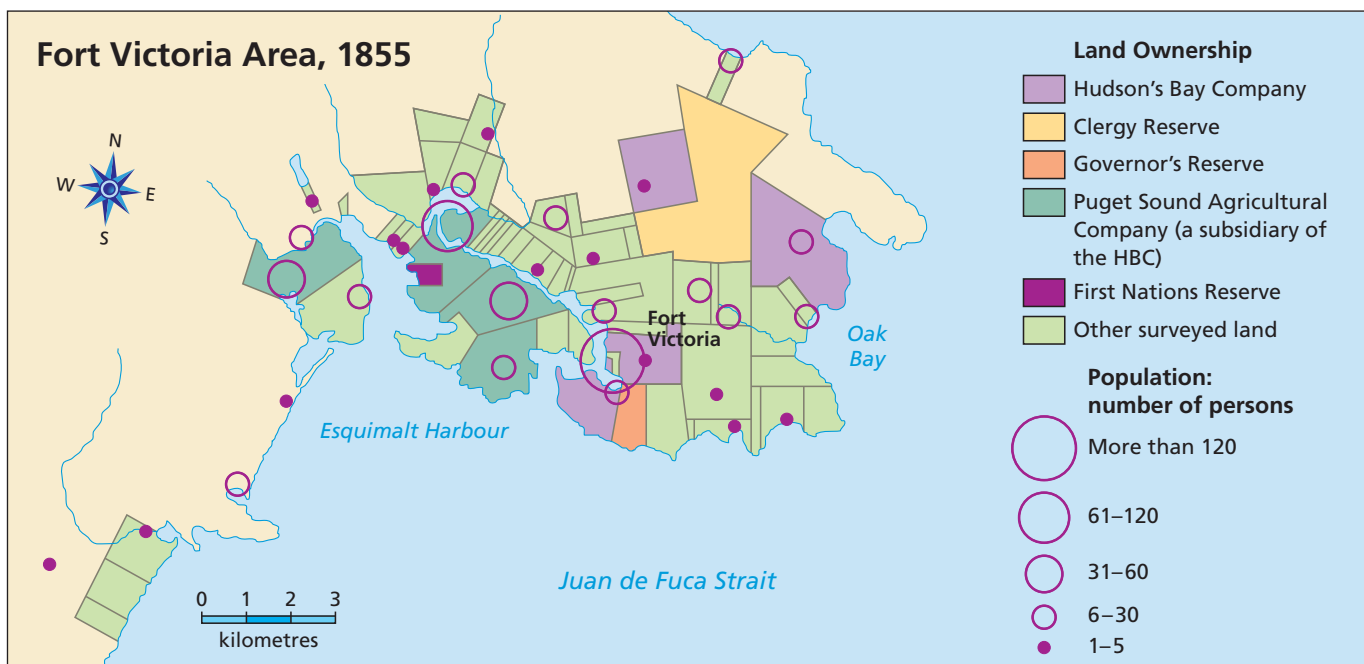 Fort Victoria Area, 1855
N
W
E
S
Fort
Victoria
Oak
Bay
Esquimalt Harbour
Juan de Fuca Strait
0 1 2 3
kilometres
Land Ownership
Hudson's Bay Company
Clergy Reserve
Governor's Reserve
Puget Sound Agricultural
Company (a subsidiary of
the HBC)
First Nations Reserve
Other surveyed land
Population:
number of persons
More than 120
61–120
31–60
6–30
1–5